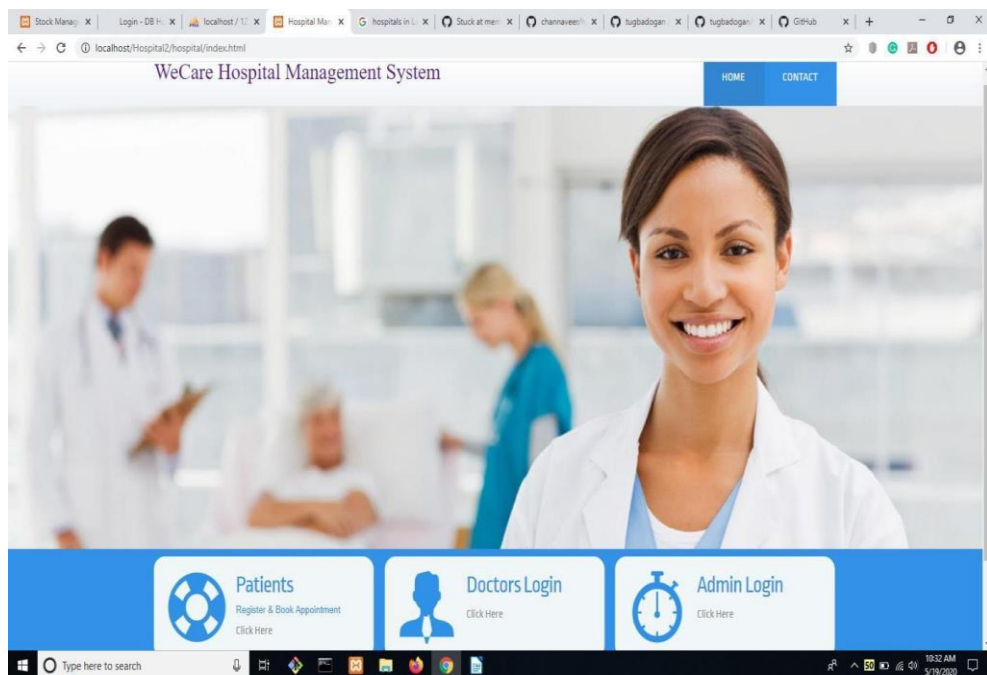 Stock Manag
Login - DB H
localhost / 12
Hospital Man
hospitals in L
Stuck at mem
channaveer
tugbadogan
tugbadogan
GitHub
localhost/Hospital2/hospital/index.html
WeCare Hospital Management System
HOME
CONTACT
Patients
Register & Book Appointment
Click Here
Doctors Login
Click Here
Admin Login
Click Here
Type here to search
50
10:32 AM
5/19/2020